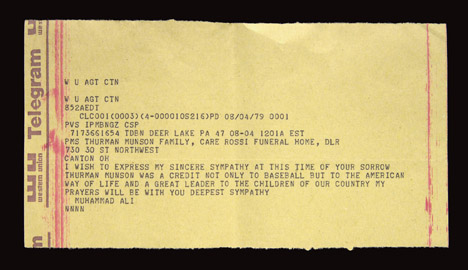 Telegram
western union
W U AGT CTN
W U AGT CTN
852AEDT
CLC001(0003)(4-000010S216)PD 08/04/79 0001
PVS IPMBNGZ CSP
7173661654 TDBN DEER LAKE PA 47 08-04 1201A EST
PMS THURMAN MUNSON FAMILY, CARE ROSSI FUNERAL HOME, DLR
730 30 ST NORTHWEST
CANTON OH
I WISH TO EXPRESS MY SINCERE SYMPATHY AT THIS TIME OF YOUR SORROW
THURMAN MUNSON WAS A CREDIT NOT ONLY TO BASEBALL BUT TO THE AMERICAN
WAY OF LIFE AND A GREAT LEADER TO THE CHILDREN OF OUR COUNTRY MY
PRAYERS WILL BE WITH YOU DEEPEST SYMPATHY
MUHAMMAD ALI
NNNN